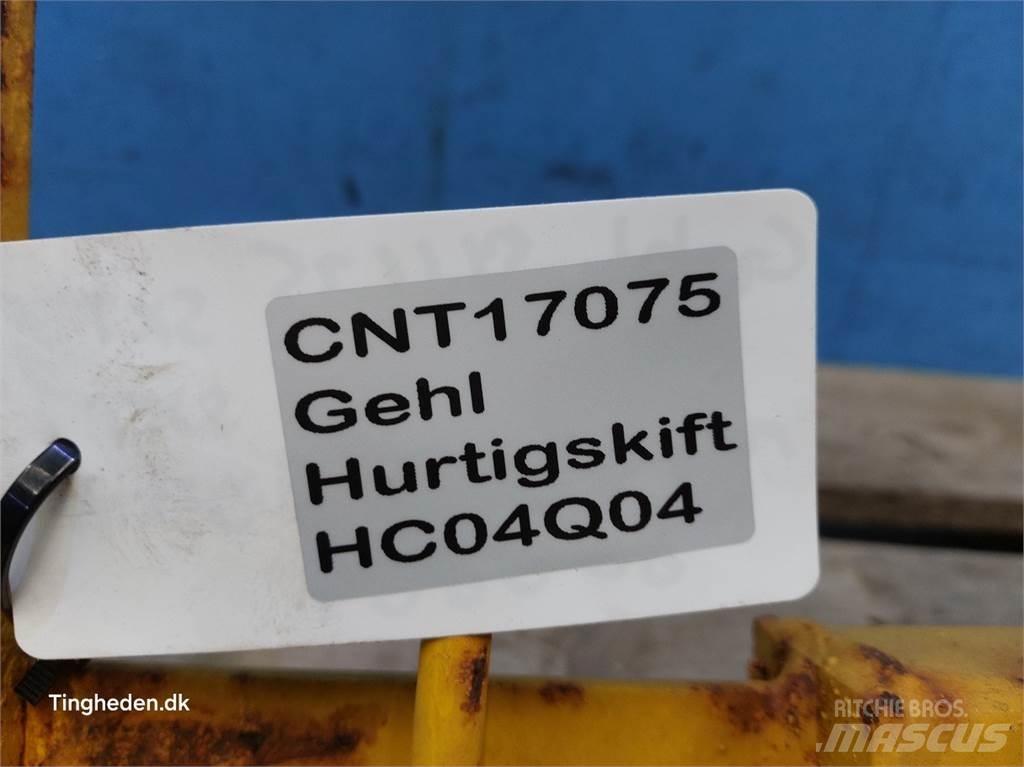 CNT17075
Gehl
Hurtigskift
HC04Q04
Tingheden.dk
RITCHIE BROS.
MASCUS